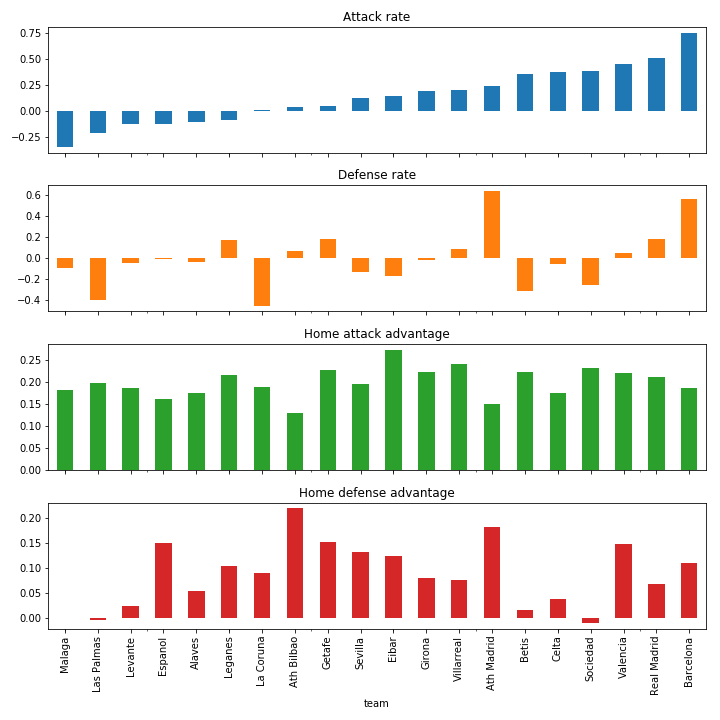 Attack rate
0.75
0.50
0.25
0.00
−0.25
Defense rate
0.6
0.4
0.2
0.0
−0.2
−0.4
Home attack advantage
0.25
0.20
0.15
0.10
0.05
0.00
Home defense advantage
0.20
0.15
0.10
0.05
0.00
Malaga
Las Palmas
Levante
Espanol
Alaves
Leganes
La Coruna
Ath Bilbao
Getafe
Sevilla
Eibar
Girona
Villarreal
Ath Madrid
Betis
Celta
Sociedad
Valencia
Real Madrid
Barcelona
team